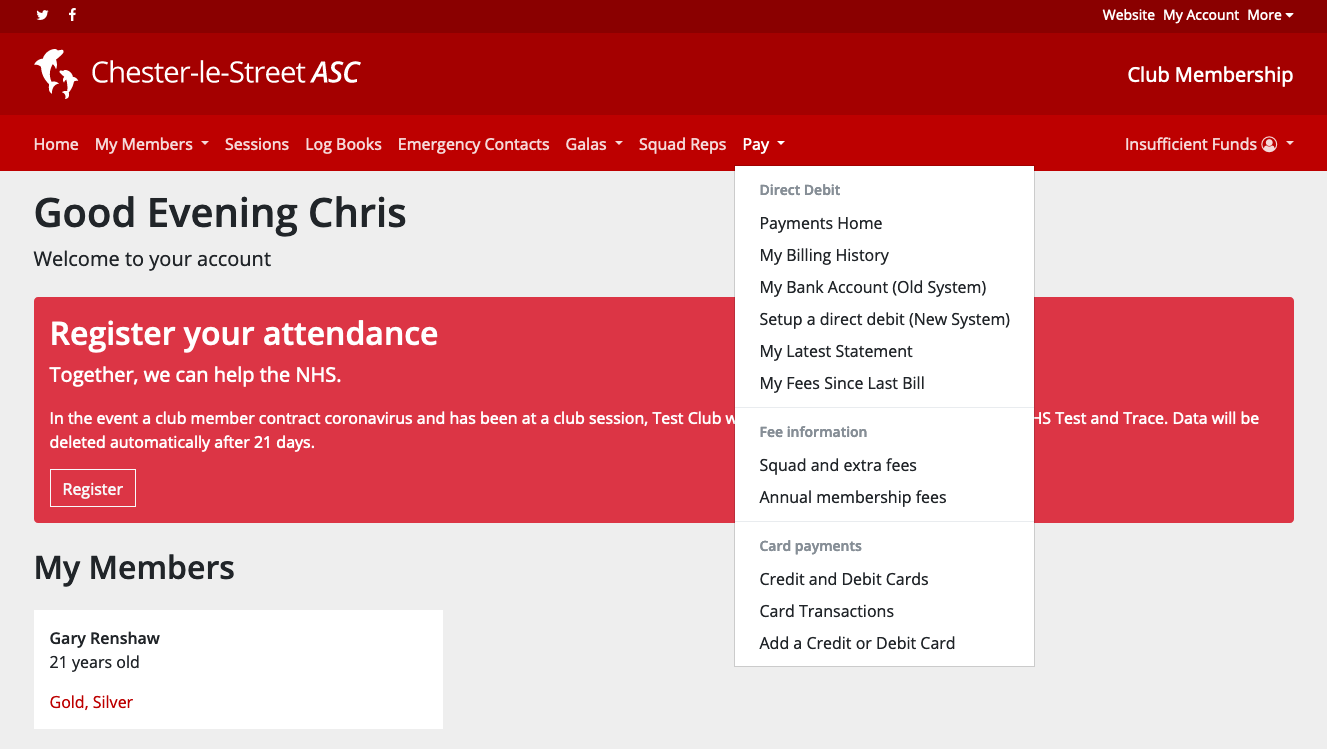 Website My Account More
Chester-le-Street ASC
Club Membership
Home My Members Sessions Log Books Emergency Contacts Galas Squad Reps Pay Insufficient Funds
Direct Debit
Payments Home
My Billing History
My Bank Account (Old System)
Setup a direct debit (New System)
My Latest Statement
My Fees Since Last Bill
Fee information
Squad and extra fees
Annual membership fees
Card payments
Credit and Debit Cards
Card Transactions
Add a Credit or Debit Card
Good Evening Chris
Welcome to your account
Register your attendance
Together, we can help the NHS.
In the event a club member contract coronavirus and has been at a club session, Test Club Test and Trace. Data will be
deleted automatically after 21 days.
Register
My Members
Gary Renshaw
21 years old
Gold, Silver